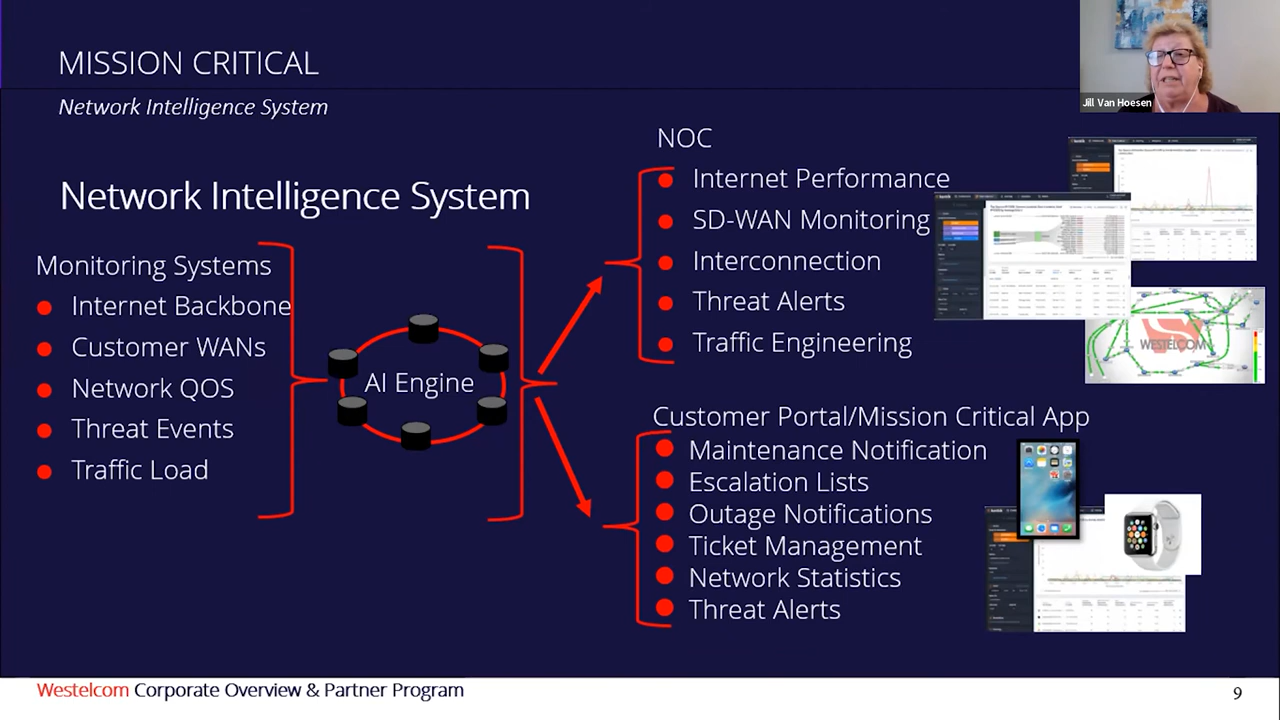 MISSION CRITICAL
Network Intelligence System
Jill Van Hoesen
Network Intelligence System
Monitoring Systems
Internet Backbone
Customer WANs
Network QOS
Threat Events
Traffic Load
AI Engine
NOC
Internet Performance
SD-WAN Monitoring
Interconnection
Threat Alerts
Traffic Engineering
WESTELCOM
Customer Portal/Mission Critical App
Maintenance Notification
Escalation Lists
Outage Notifications
Ticket Management
Network Statistics
Threat Alerts
Westelcom Corporate Overview & Partner Program
9